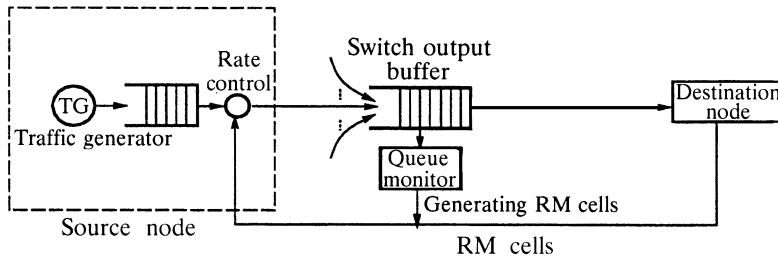 Rate
control
TG
Traffic generator
Source node
Switch output
buffer
Queue
monitor
Generating RM cells
RM cells
Destination
node